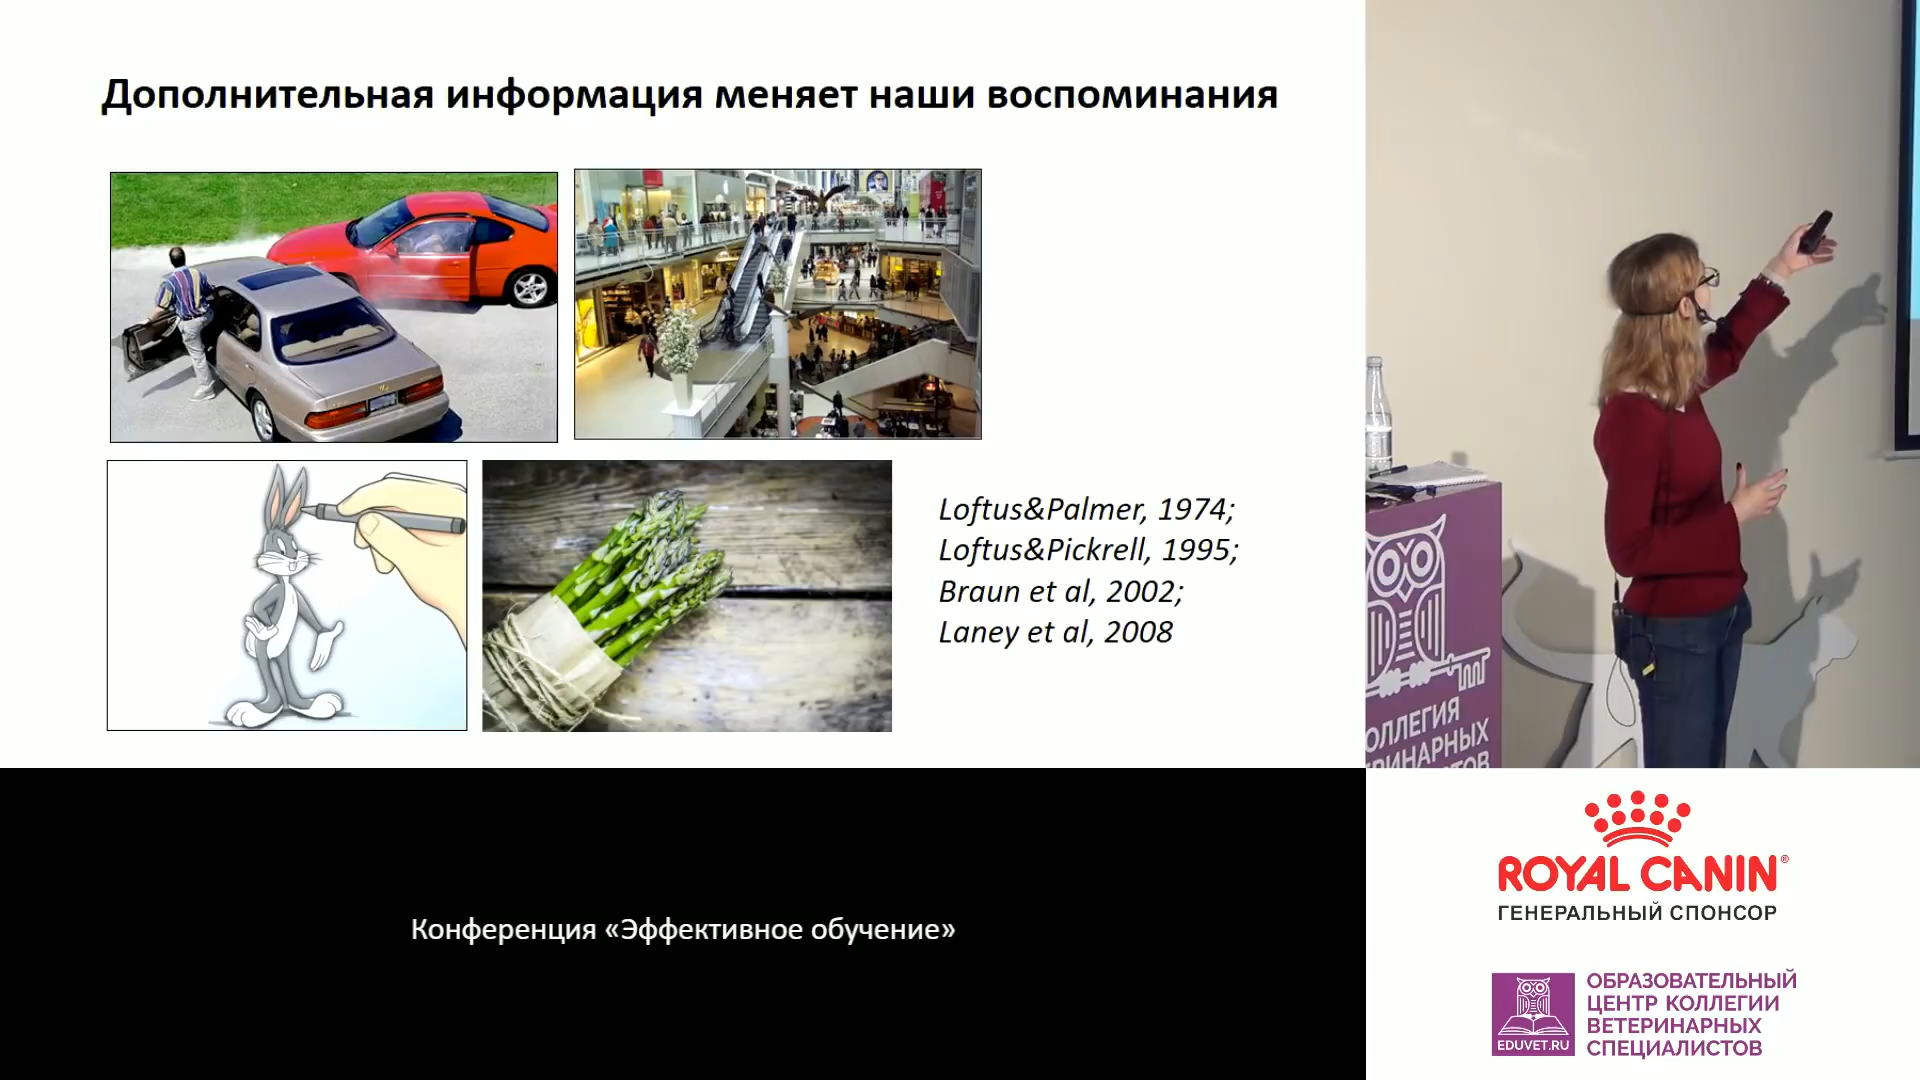 Дополнительная информация меняет наши воспоминания
Loftus&Palmer, 1974;
Loftus&Pickrell, 1995;
Braun et al, 2002;
Laney et al, 2008
Конференция «Эффективное обучение»
ROYAL CANIN®
ГЕНЕРАЛЬНЫЙ СПОНСОР
EDUVET.RU
ОБРАЗОВАТЕЛЬНЫЙ
ЦЕНТР КОЛЛЕГИИ
ВЕТЕРИНАРНЫХ
СПЕЦИАЛИСТОВ